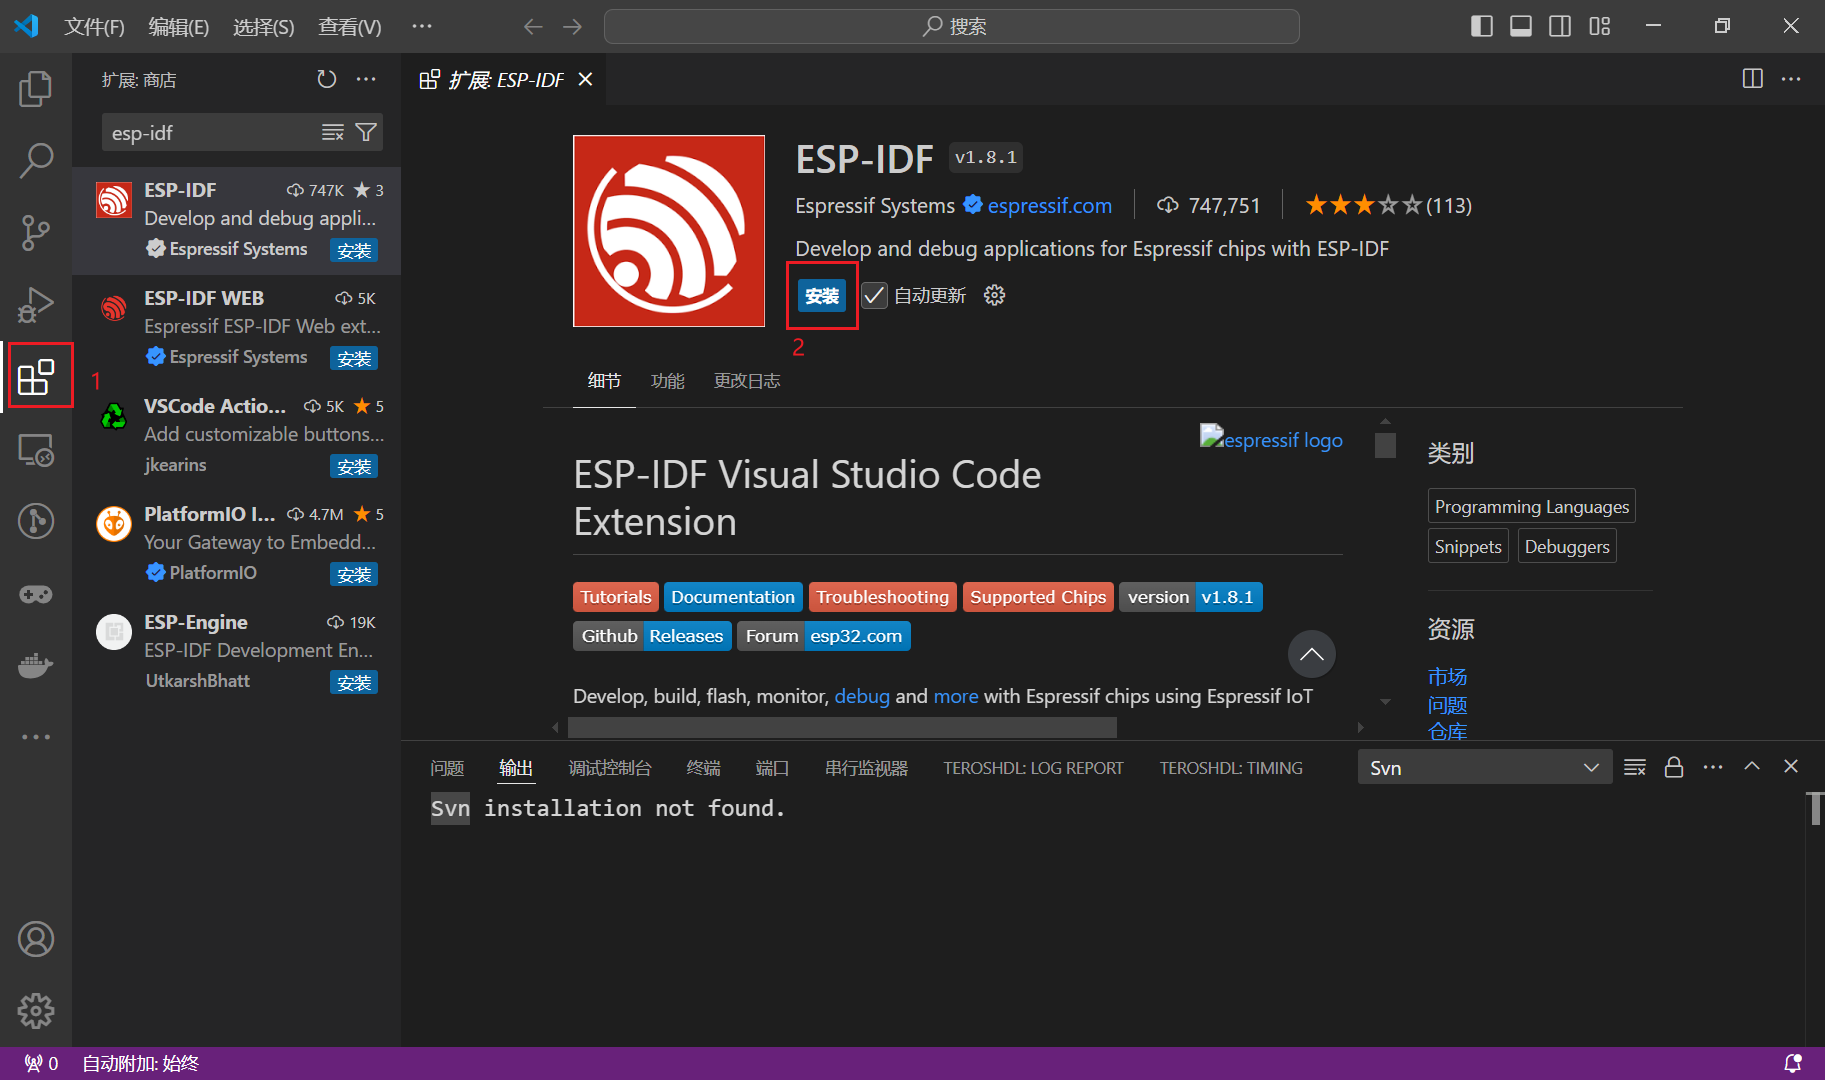 文件(F) 编辑(E) 选择(S) 查看(V) ··· 搜索
扩展: 商店
esp-idf
ESP-IDF 747K 3
Develop and debug appli...
Espressif Systems 安装
ESP-IDF WEB 5K
Espressif ESP-IDF Web ext...
Espressif Systems 安装
1
VSCode Actio... 5K 5
Add customizable buttons...
jkearins 安装
PlatformIO I... 4.7M 5
Your Gateway to Embedd...
PlatformIO 安装
ESP-Engine 19K
ESP-IDF Development En...
UtkarshBhatt 安装
扩展: ESP-IDF
ESP-IDF v1.8.1
Espressif Systems espressif.com 747,751 (113)
Develop and debug applications for Espressif chips with ESP-IDF
安装 自动更新
2
细节 功能 更改日志
espressif logo
ESP-IDF Visual Studio Code
Extension
Tutorials Documentation Troubleshooting Supported Chips version v1.8.1
Github Releases Forum esp32.com
Develop, build, flash, monitor, debug and more with Espressif chips using Espressif IoT
类别
Programming Languages
Snippets Debuggers
资源
市场
问题
仓库
问题 输出 调试控制台 终端 端口 串行监视器 TEROSHDL: LOG REPORT TEROSHDL: TIMING Svn
Svn installation not found.
0 自动附加: 始终